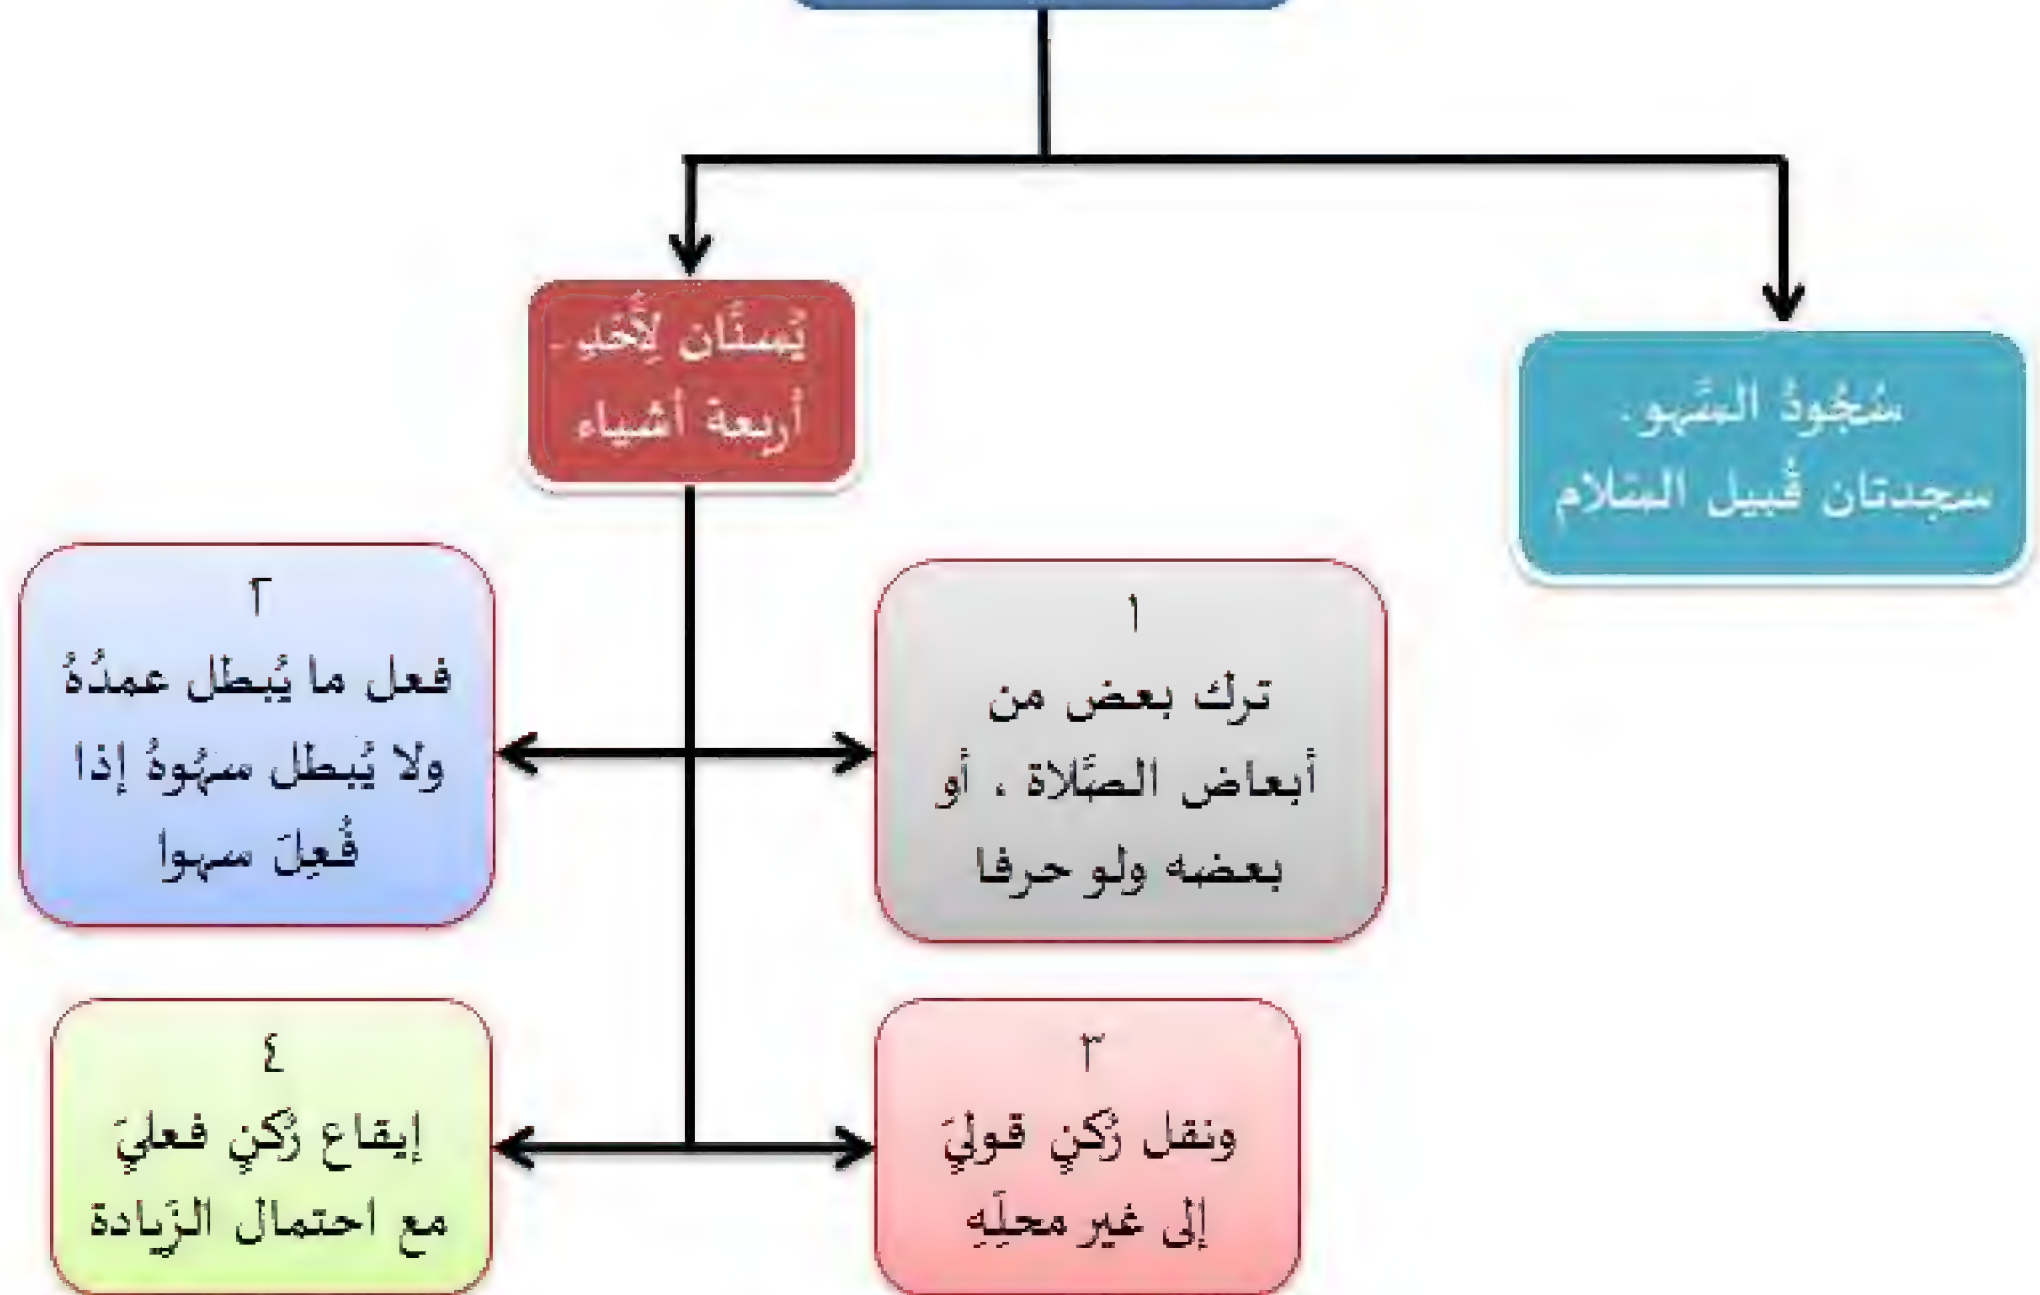 سُجُودُ السَّهو.
سجدتان قُبيل السَّلام
يُسنَّان لِأَحَدِ
أربعة أشياء
١
ترك بعض من
أبعاض الصَّلاة ، أو
بعضه ولو حرفا
٢
فعل ما يُبطل عمدُهُ
ولا يُبطل سهُوهُ إذا
فُعِلَ سهوا
٣
ونقل رُكنٍ قوليٍّ
إلى غير محلِّهِ
٤
إيقاع رُكنٍ فعليٍّ
مع احتمال الزِّيادة